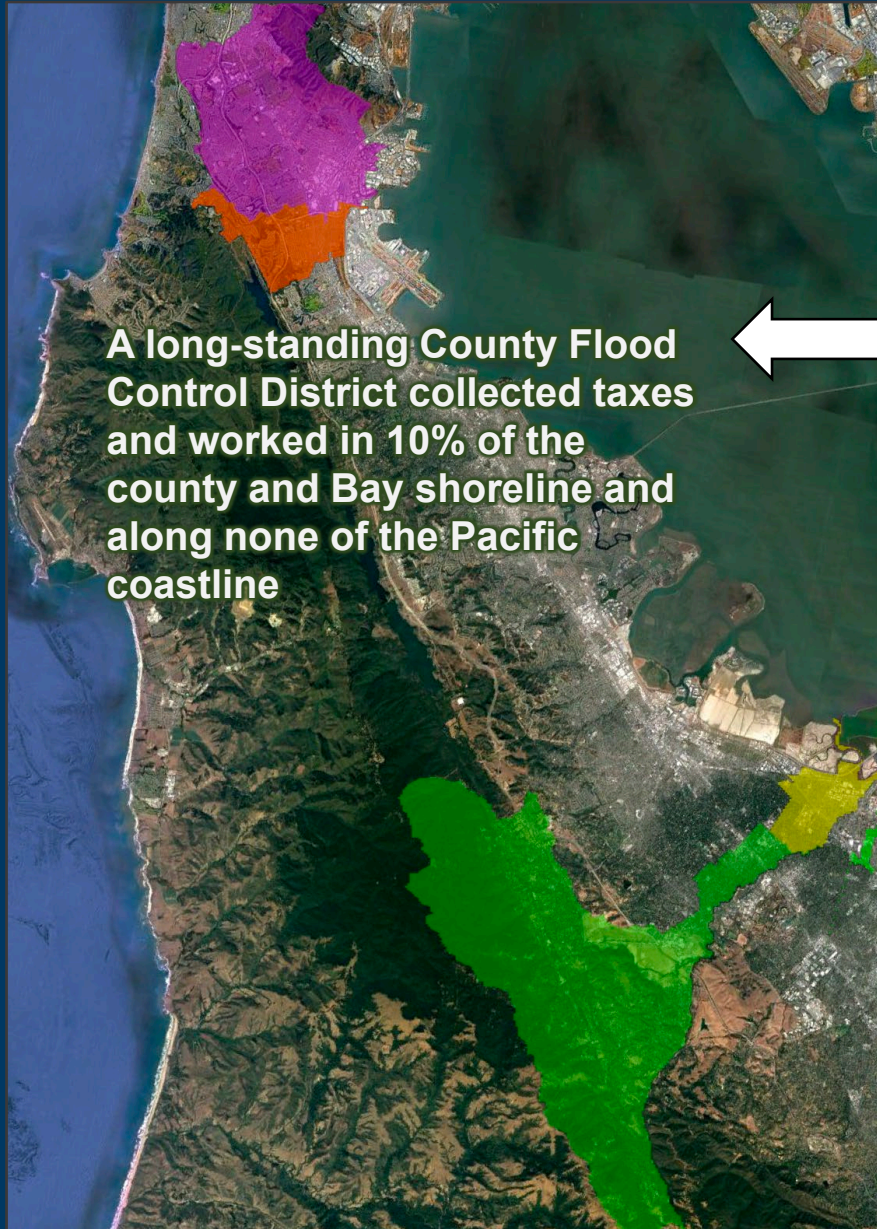 A long-standing County Flood
Control District collected taxes
and worked in 10% of the
county and Bay shoreline and
along none of the Pacific
coastline